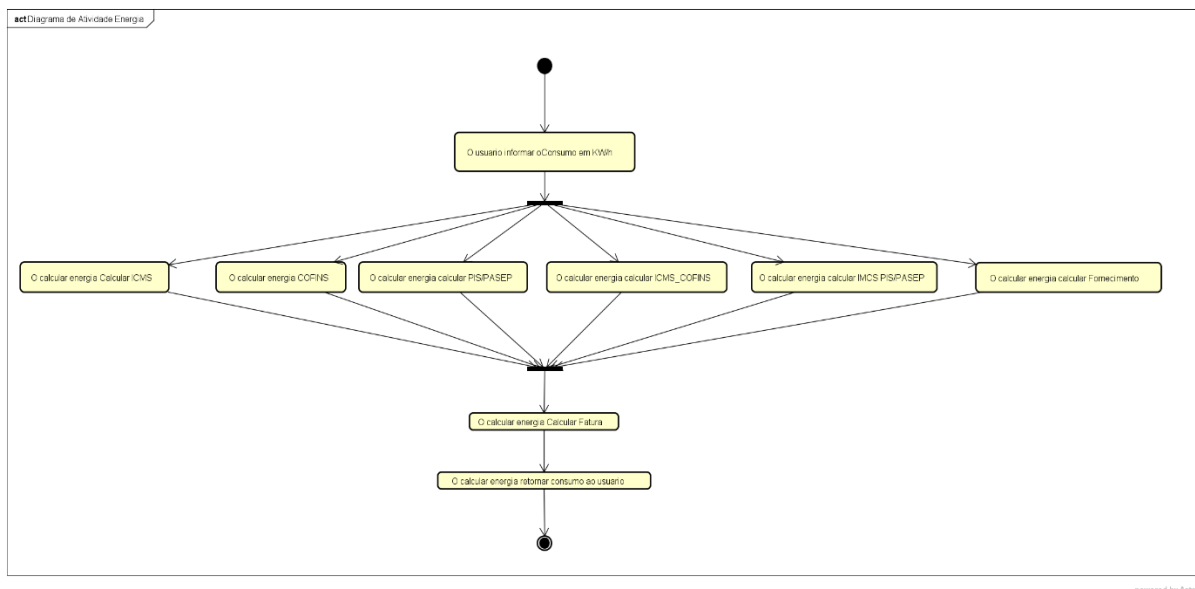 act Diagrama de Atividade Energia
O usuario informar oConsumo em KW/h
O calcular energia Calcular ICMS
O calcular energia COFINS
O calcular energia calcular PIS/PASEP
O calcular energia calcular ICMS_COFINS
O calcular energia calcular IMCS PIS/PASEP
O calcular energia calcular Fornecimento
O calcular energia Calcular Fatura
O calcular energia retornar consumo ao usuario